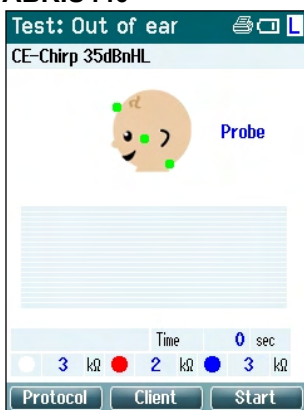 Test: Out of ear L
CE-Chirp 35dBnHL
Probe
Time 0 sec
3 kΩ 2 kΩ 3 kΩ
Protocol Client Start